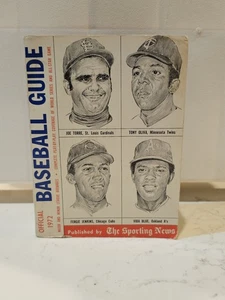 OFFICIAL
1972
BASEBALL GUIDE
JOE TORRE, St. Louis Cardinals
TONY OLIVA, Minnesota Twins
FERGIE JENKINS, Chicago Cubs
VIDA BLUE, Oakland A's
Published by The Sporting News